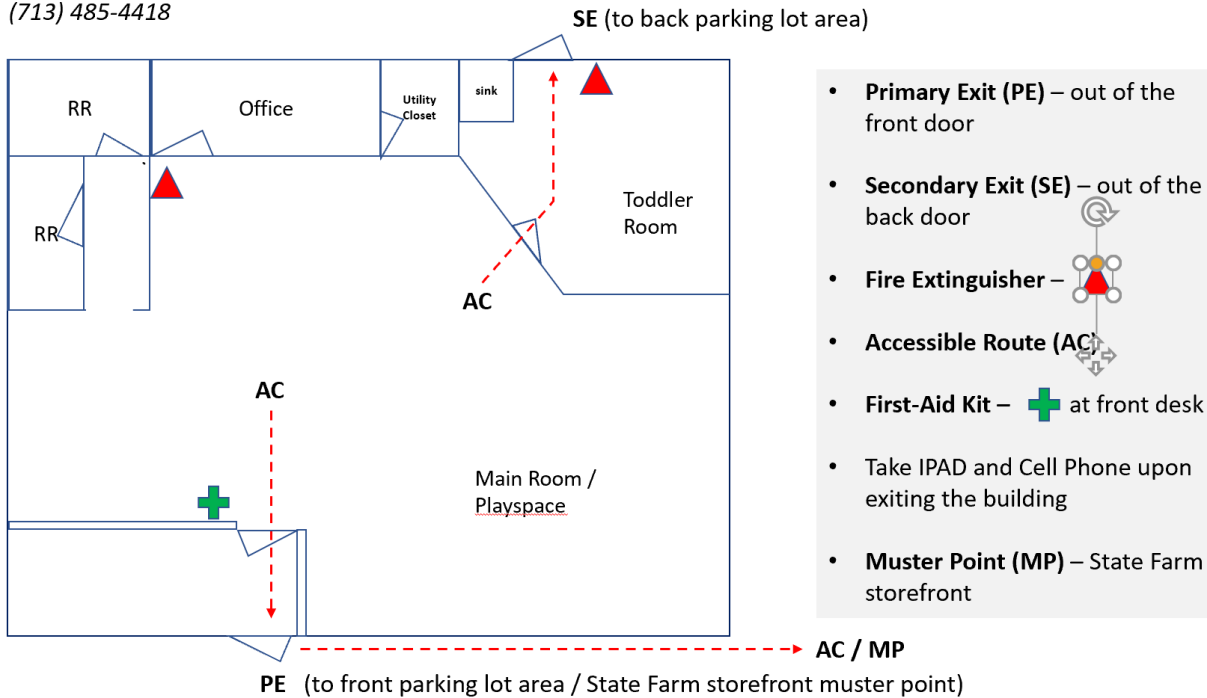 (713) 485-4418
SE (to back parking lot area)
RR
Office
Utility
Closet
sink
RR
Toddler
Room
AC
AC
Main Room /
Playspace
AC / MP
PE (to front parking lot area / State Farm storefront muster point)
• Primary Exit (PE) – out of the
front door
• Secondary Exit (SE) – out of the
back door
• Fire Extinguisher –
• Accessible Route (AC)
• First-Aid Kit – at front desk
• Take IPAD and Cell Phone upon
exiting the building
• Muster Point (MP) – State Farm
storefront